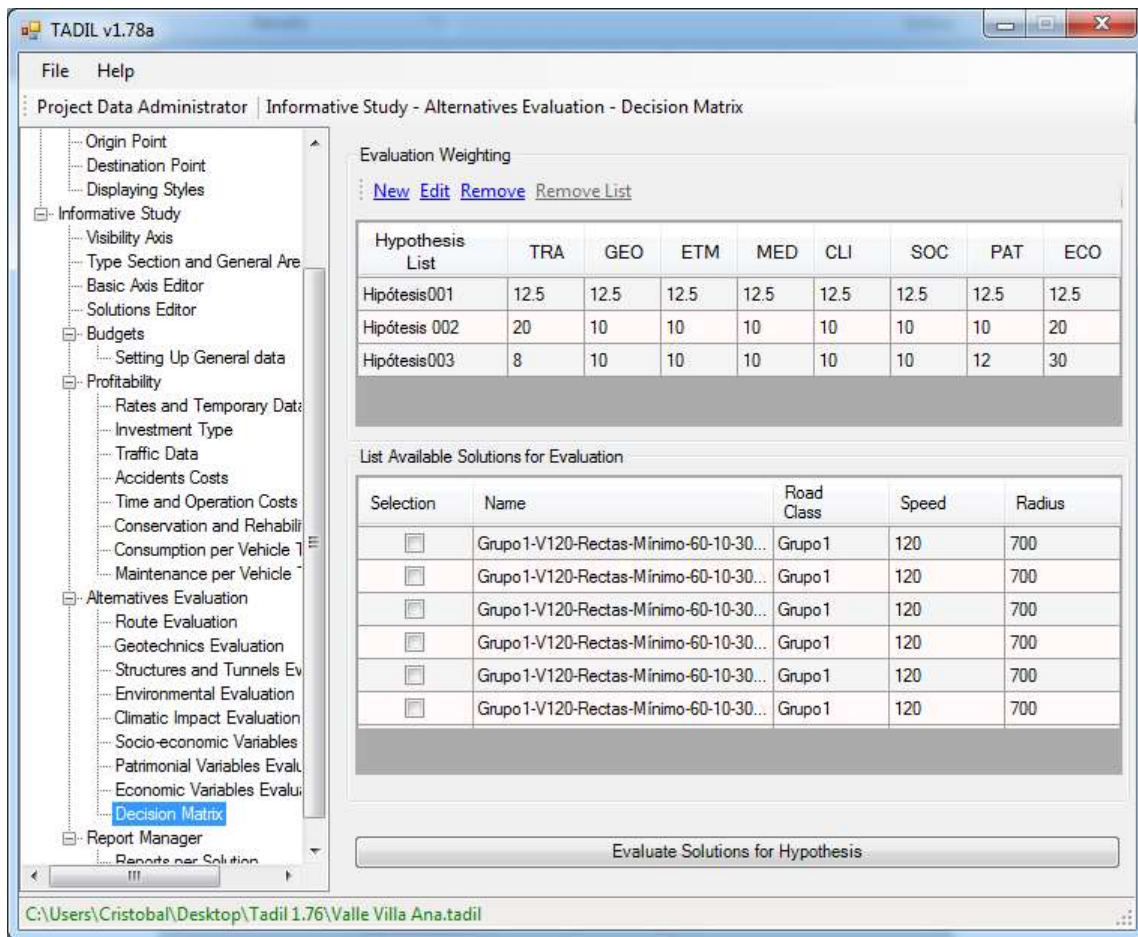 TADIL v1.78a
File Help
Project Data Administrator Informative Study - Alternatives Evaluation - Decision Matrix
Origin Point
Destination Point
Displaying Styles
Informative Study
Visibility Axis
Type Section and General Are
Basic Axis Editor
Solutions Editor
Budgets
Setting Up General data
Profitability
Rates and Temporary Data
Investment Type
Traffic Data
Accidents Costs
Time and Operation Costs
Conservation and Rehabili
Consumption per Vehicle T
Maintenance per Vehicle T
Alternatives Evaluation
Route Evaluation
Geotechnics Evaluation
Structures and Tunnels Ev
Environmental Evaluation
Climatic Impact Evaluation
Socio-economic Variables
Patrimonial Variables Evalu
Economic Variables Evalua
Decision Matrix
Report Manager
Reports per Solution
Evaluation Weighting
New Edit Remove Remove List
Hypothesis List TRA GEO ETM MED CLI SOC PAT ECO
Hipótesis001 12.5 12.5 12.5 12.5 12.5 12.5 12.5 12.5
Hipótesis 002 20 10 10 10 10 10 10 20
Hipótesis003 8 10 10 10 10 10 12 30
List Available Solutions for Evaluation
Selection Name Road Class Speed Radius
Grupo1-V120-Rectas-Mínimo-60-10-30... Grupo1 120 700
Grupo1-V120-Rectas-Mínimo-60-10-30... Grupo1 120 700
Grupo1-V120-Rectas-Mínimo-60-10-30... Grupo1 120 700
Grupo1-V120-Rectas-Mínimo-60-10-30... Grupo1 120 700
Grupo1-V120-Rectas-Mínimo-60-10-30... Grupo1 120 700
Grupo1-V120-Rectas-Mínimo-60-10-30... Grupo1 120 700
Evaluate Solutions for Hypothesis
C:\Users\Cristobal\Desktop\Tadil 1.76\Valle Villa Ana.tadil